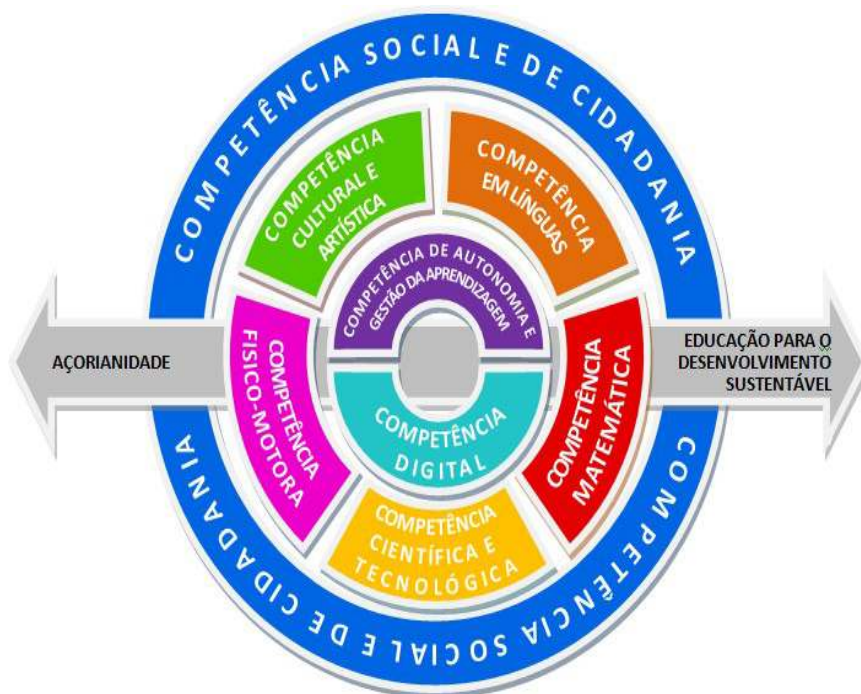 COMPETÊNCIA SOCIAL E DE CIDADANIA
COMPETÊNCIA
CULTURAL E
ARTÍSTICA
COMPETÊNCIA
EM LÍNGUAS
COMPETÊNCIA DE AUTONOMIA E
GESTÃO DA APRENDIZAGEM
AÇORIANIDADE
EDUCAÇÃO PARA O
DESENVOLVIMENTO
SUSTENTÁVEL
COMPETÊNCIA
FISICO-MOTORA
COMPETÊNCIA
MATEMÁTICA
COMPETÊNCIA
DIGITAL
COMPETÊNCIA
CIENTÍFICA E
TECNOLÓGICA
COMPETÊNCIA SOCIAL E DE CIDADANIA